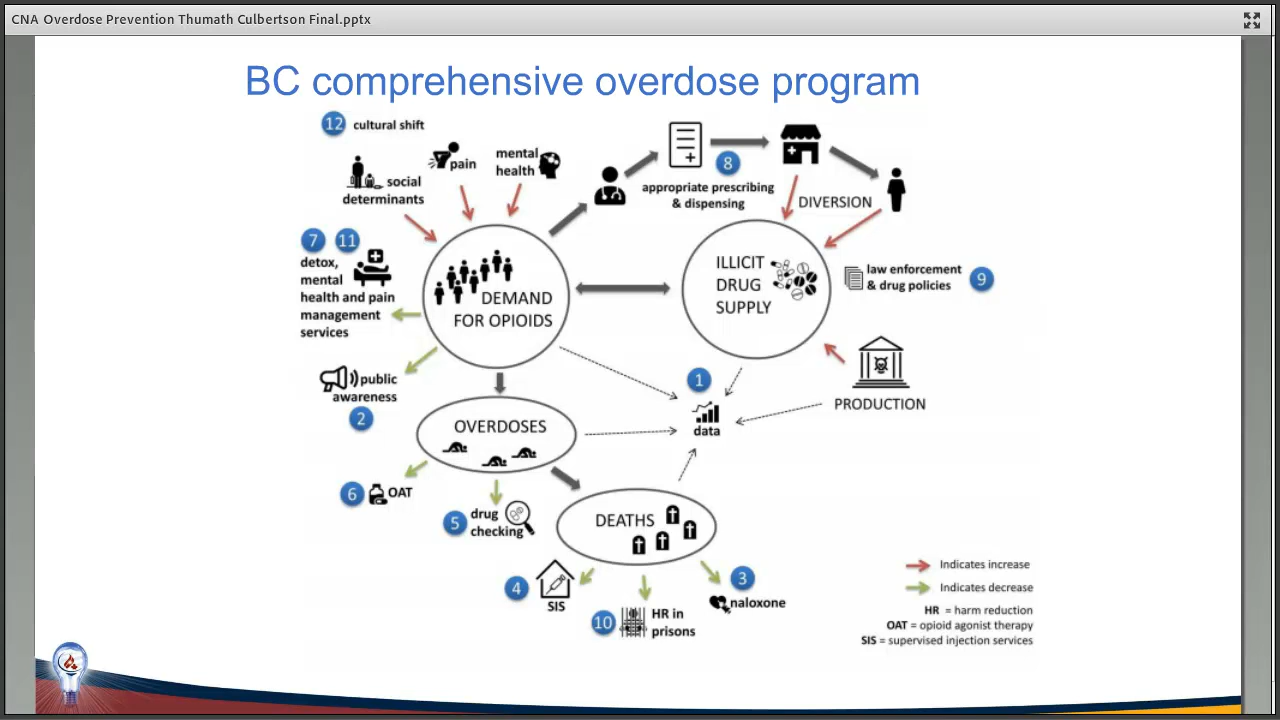 CNA Overdose Prevention Thumath Culbertson Final.pptx
BC comprehensive overdose program
12 cultural shift
pain
mental
health
social
determinants
8
appropriate prescribing
& dispensing
DIVERSION
7 11
detox,
mental
health and pain
management
services
DEMAND
FOR OPIOIDS
ILLICIT
DRUG
SUPPLY
law enforcement
& drug policies
9
public
awareness
2
1
data
PRODUCTION
OVERDOSES
6 OAT
5 drug
checking
DEATHS
4
SIS
10 HR in
prisons
3
naloxone
Indicates increase
Indicates decrease
HR = harm reduction
OAT = opioid agonist therapy
SIS = supervised injection services